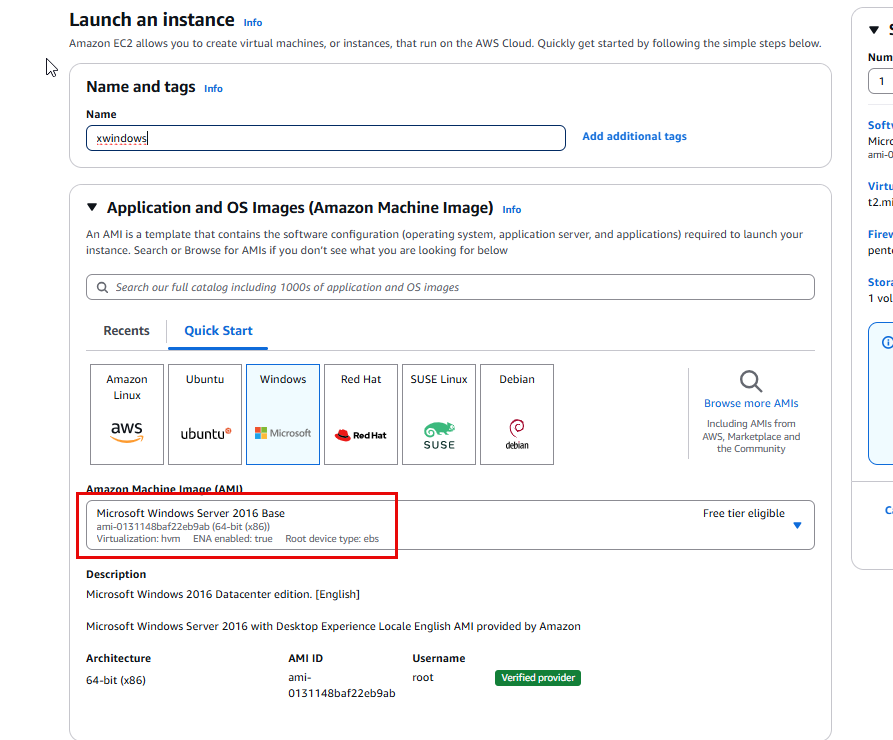 Launch an instance Info
Amazon EC2 allows you to create virtual machines, or instances, that run on the AWS Cloud. Quickly get started by following the simple steps below.
Name and tags Info
Name
xwindows
Add additional tags
Application and OS Images (Amazon Machine Image) Info
An AMI is a template that contains the software configuration (operating system, application server, and applications) required to launch your
instance. Search or Browse for AMIs if you don't see what you are looking for below
Search our full catalog including 1000s of application and OS images
Recents
Quick Start
Amazon
Linux
aws
Ubuntu
ubuntu
Windows
Microsoft
Red Hat
Red Hat
SUSE Linux
SUSE
Debian
debian
Browse more AMIs
Including AMIs from
AWS, Marketplace and
the Community
Amazon Machine Image (AMI)
Microsoft Windows Server 2016 Base
ami-0131148baf22eb9ab (64-bit (x86))
Virtualization: hvm ENA enabled: true Root device type: ebs
Free tier eligible
Description
Microsoft Windows 2016 Datacenter edition. [English]
Microsoft Windows Server 2016 with Desktop Experience Locale English AMI provided by Amazon
Architecture
64-bit (x86)
AMI ID
ami-
0131148baf22eb9ab
Username
root
Verified provider
Num
1
Softw
Micro
ami-0
Virtu
t2.mi
Firew
pente
Stora
1 vol